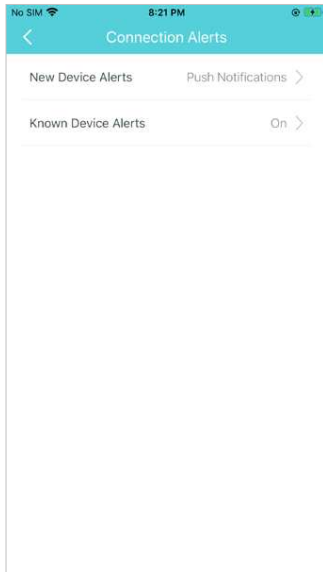 No SIM 8:21 PM
Connection Alerts
New Device Alerts Push Notifications
Known Device Alerts On